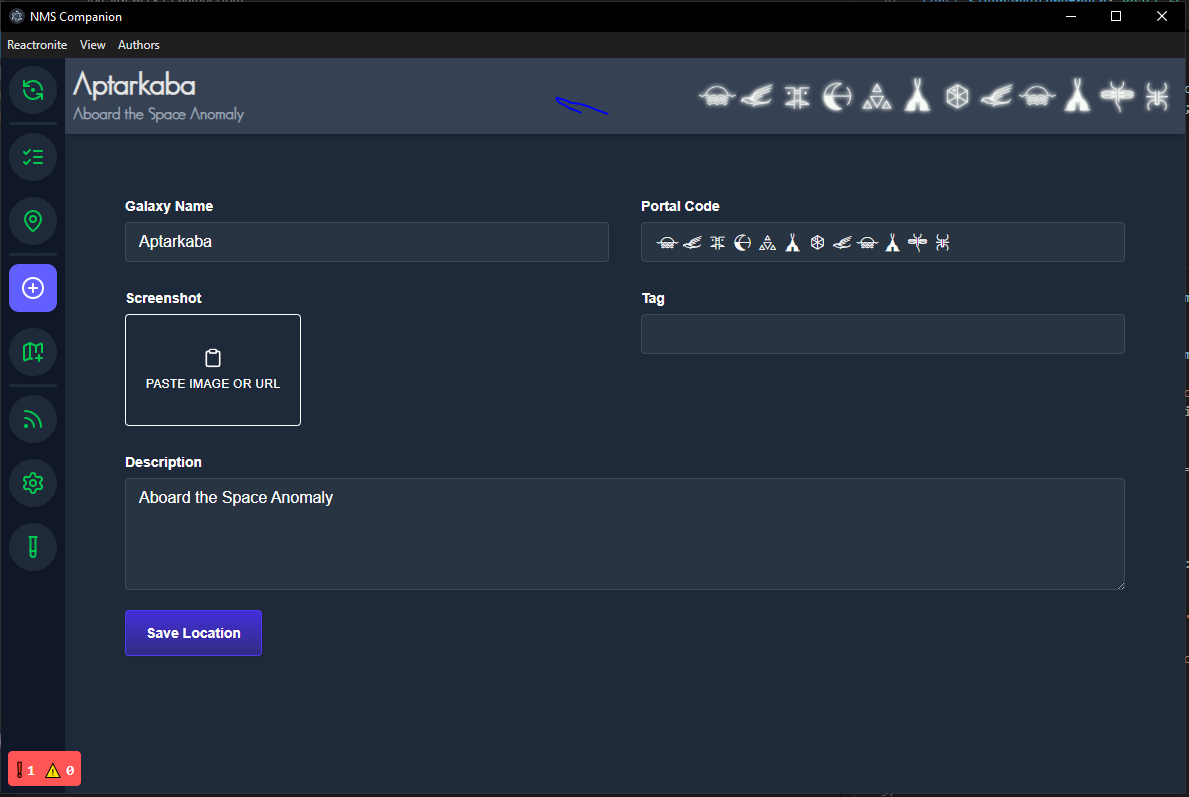 NMS Companion
Reactronite View Authors
Aptarkaba
Aboard the Space Anomaly
Galaxy Name
Portal Code
Aptarkaba
Screenshot
Tag
PASTE IMAGE OR URL
Description
Aboard the Space Anomaly
Save Location
1 0